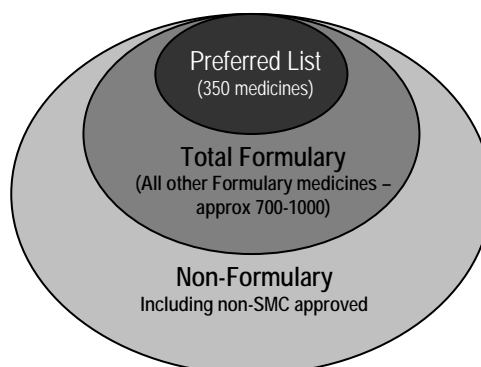 Preferred List
(350 medicines)
Total Formulary
(All other Formulary medicines –
approx 700-1000)
Non-Formulary
Including non-SMC approved